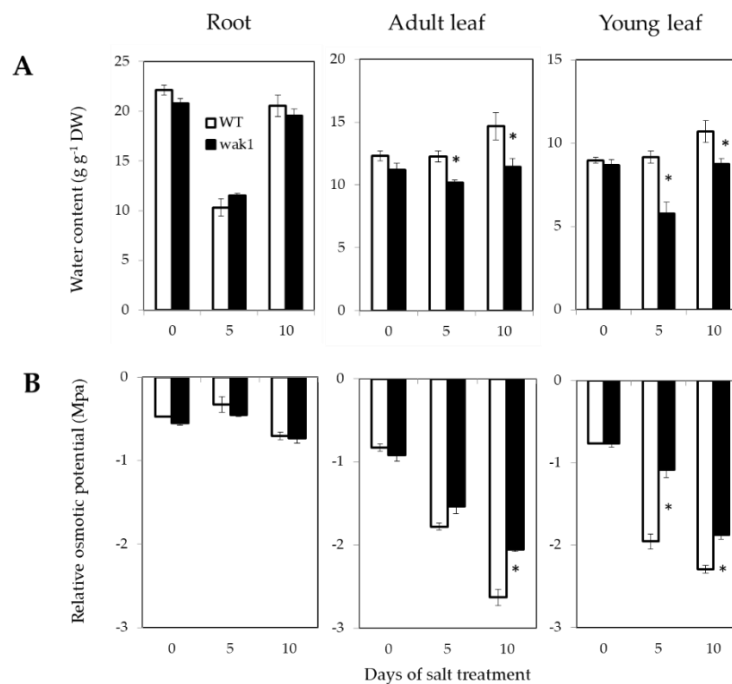 Root Adult leaf Young leaf
A
Water content (g g⁻¹ DW)
25
20
15
10
5
0
WT
wak1
0 5 10
20
15
10
5
0
*
*
0 5 10
15
10
5
0
*
*
0 5 10
B
Relative osmotic potential (Mpa)
0
-1
-2
-3
0 5 10
0
-1
-2
-3
*
0 5 10
0
-1
-2
-3
*
*
0 5 10
Days of salt treatment